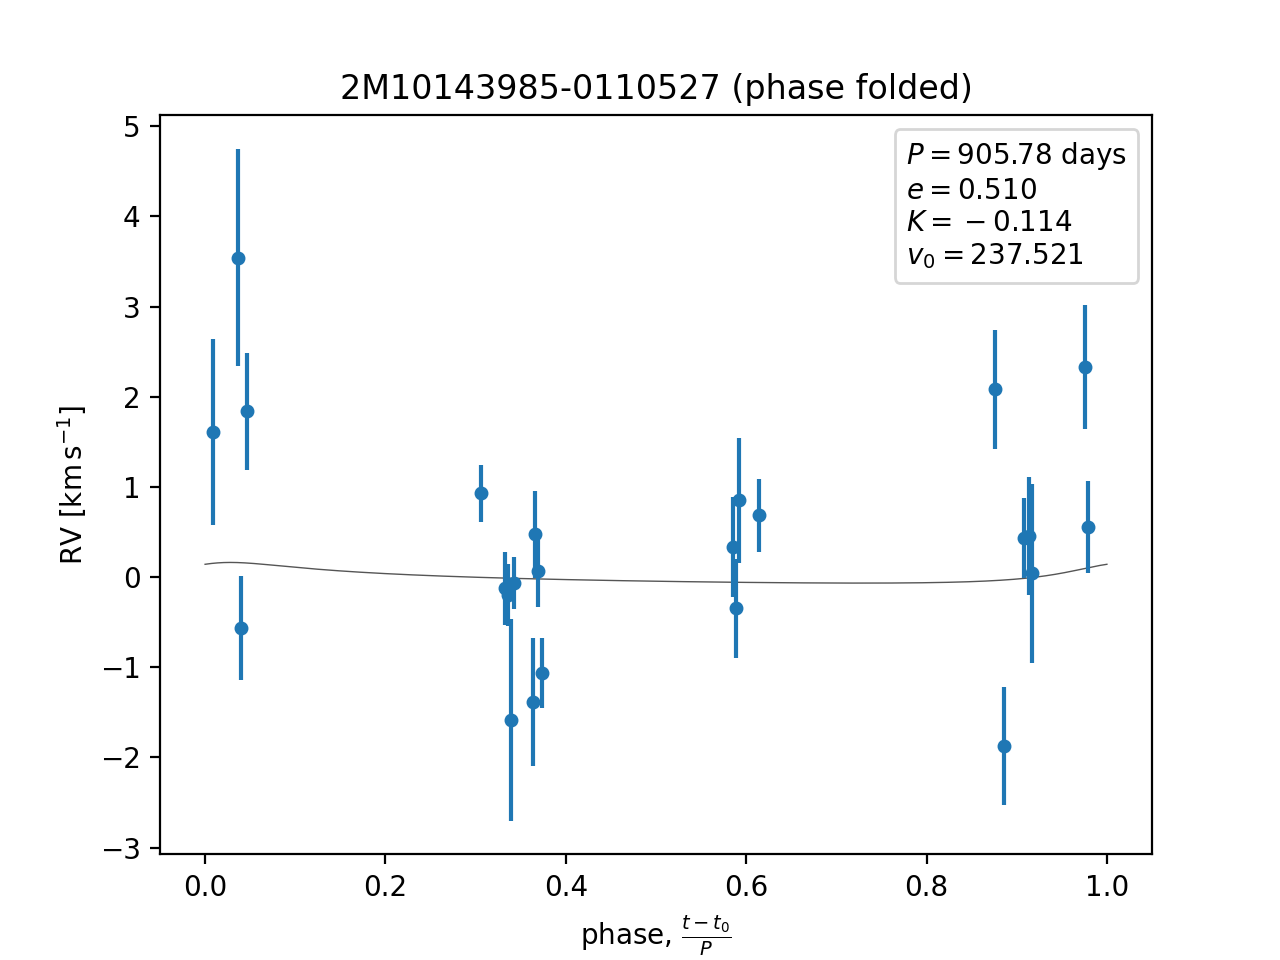 2M10143985-0110527 (phase folded)
P = 905.78 days
e = 0.510
K = −0.114
v₀ = 237.521
RV [km s⁻¹]
5
4
3
2
1
0
−1
−2
−3
0.0 0.2 0.4 0.6 0.8 1.0
phase, (t − t₀)/P